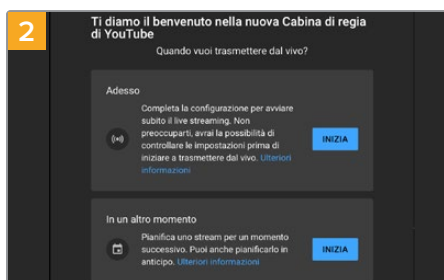 2
Ti diamo il benvenuto nella nuova Cabina di regia
di YouTube
Quando vuoi trasmettere dal vivo?
Adesso
Completa la configurazione per avviare
subito il live streaming. Non
preoccuparti, avrai la possibilità di
controllare le impostazioni prima di
iniziare a trasmettere dal vivo. Ulteriori
informazioni
INIZIA
In un altro momento
Pianifica uno stream per un momento
successivo. Puoi anche pianificarlo in
anticipo. Ulteriori informazioni
INIZIA